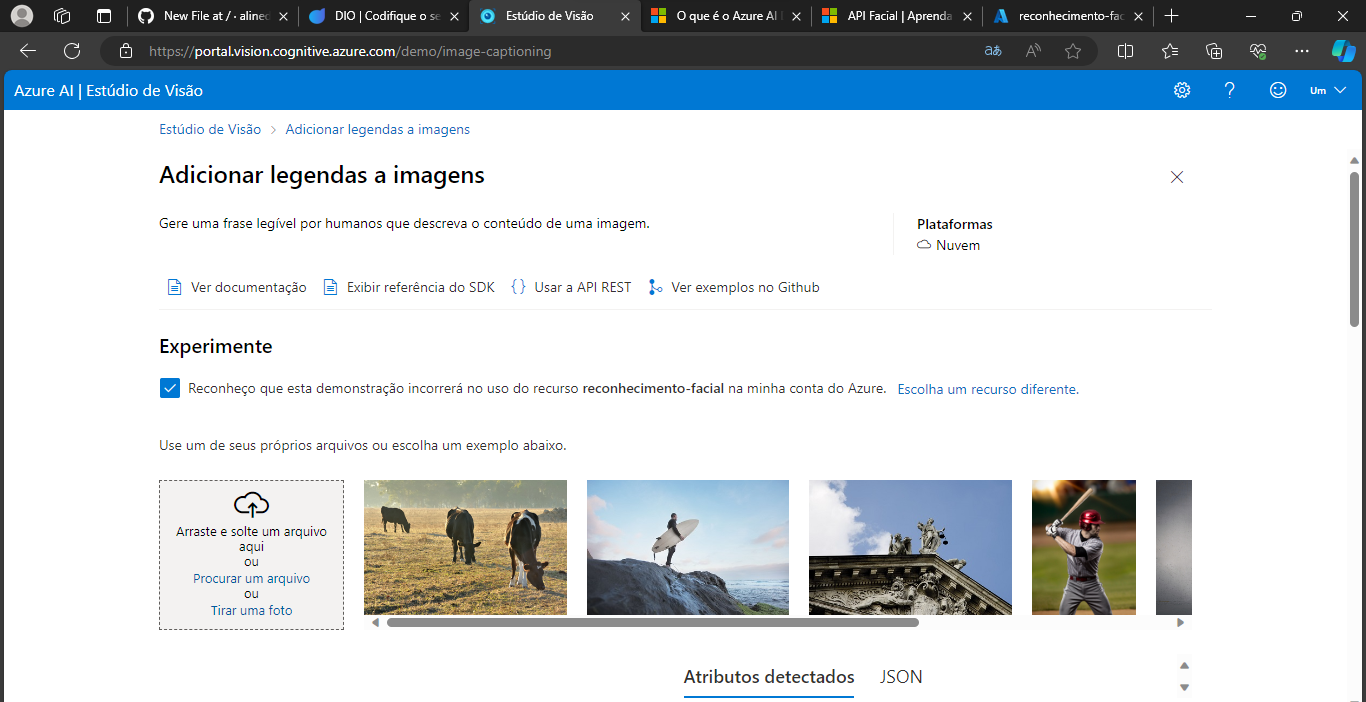 New File at / · alinec
DIO | Codifique o se
Estúdio de Visão
O que é o Azure AI
API Facial | Aprenda
reconhecimento-fac
https://portal.vision.cognitive.azure.com/demo/image-captioning
Azure AI | Estúdio de Visão
Um
Estúdio de Visão > Adicionar legendas a imagens
Adicionar legendas a imagens
Gere uma frase legível por humanos que descreva o conteúdo de uma imagem.
Plataformas
Nuvem
Ver documentação
Exibir referência do SDK
{} Usar a API REST
Ver exemplos no Github
Experimente
Reconheço que esta demonstração incorrerá no uso do recurso reconhecimento-facial na minha conta do Azure. Escolha um recurso diferente.
Use um de seus próprios arquivos ou escolha um exemplo abaixo.
Arraste e solte um arquivo
aqui
ou
Procurar um arquivo
ou
Tirar uma foto
Atributos detectados
JSON